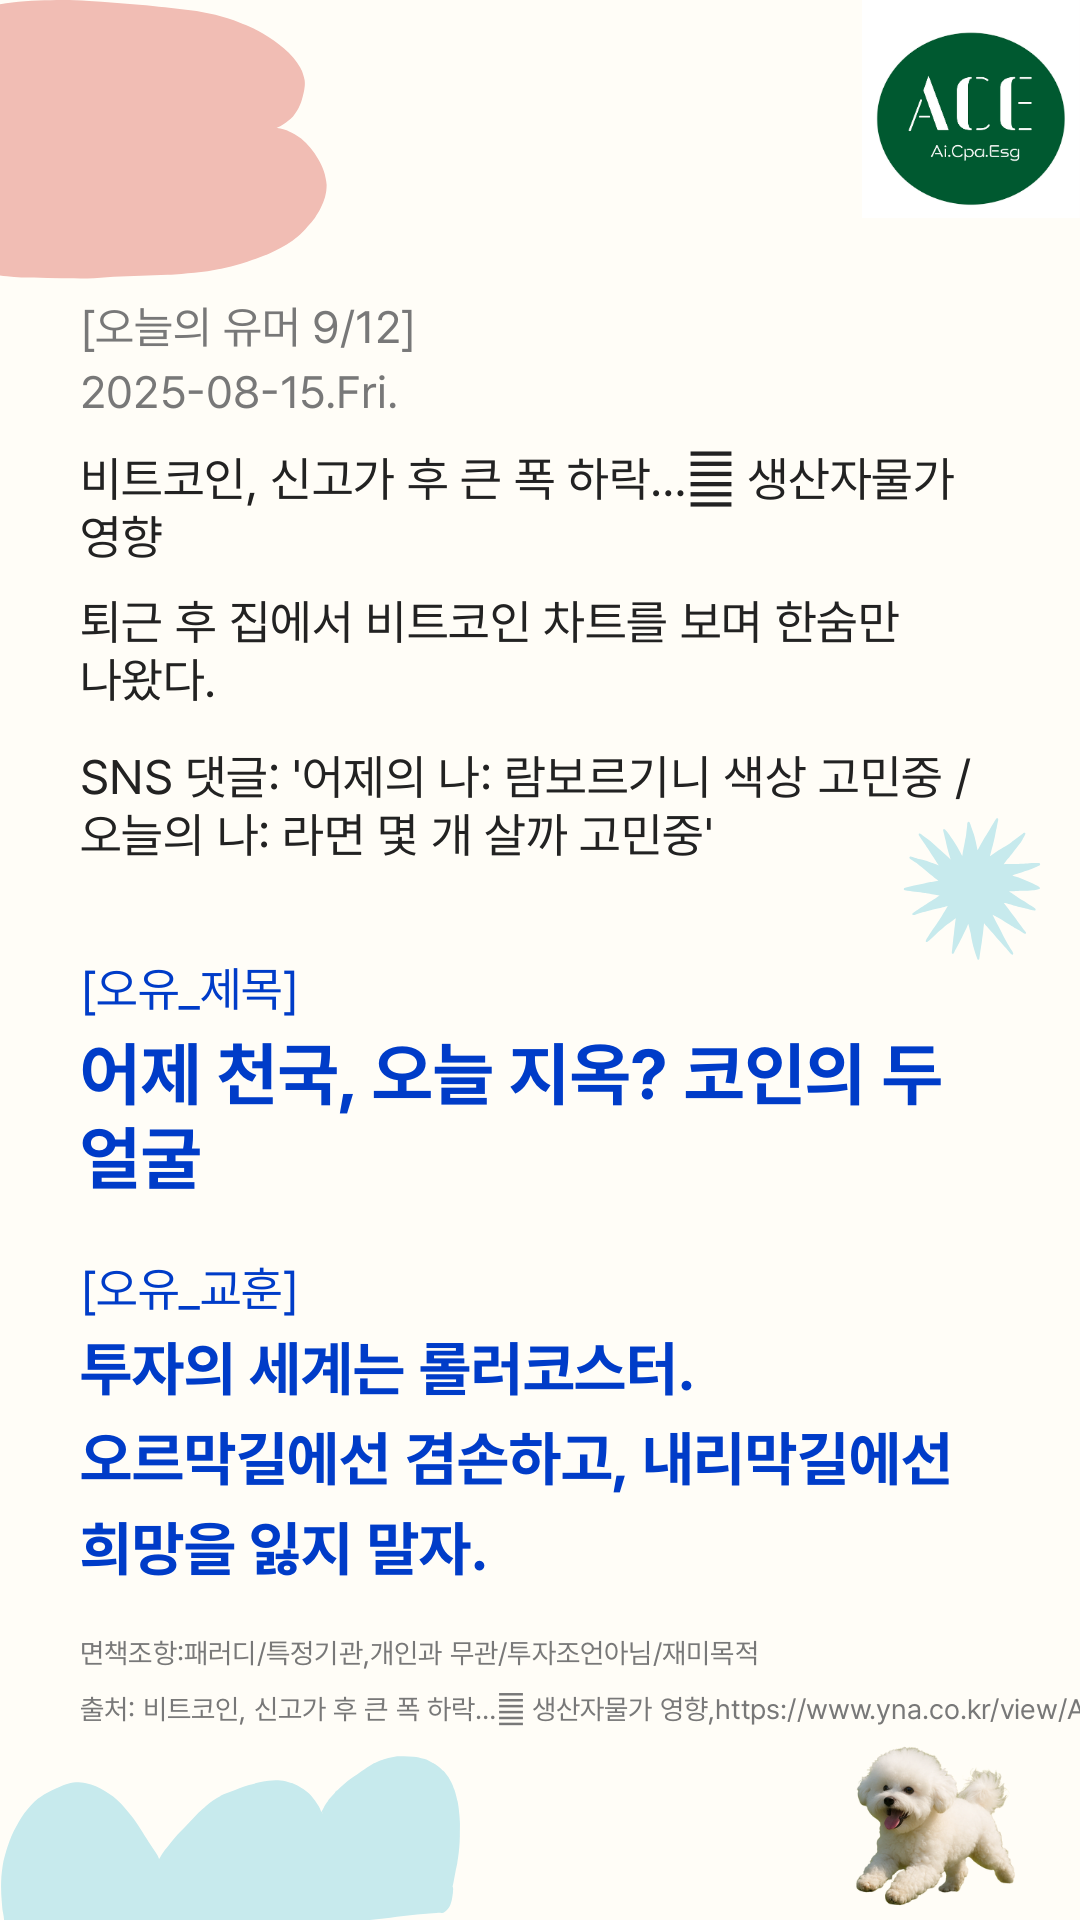 ACE
Ai.Cpa.Esg
[오늘의 유머 9/12]
2025-08-15.Fri.
비트코인, 신고가 후 큰 폭 하락... 생산자물가
영향
퇴근 후 집에서 비트코인 차트를 보며 한숨만
나왔다.
SNS 댓글: '어제의 나: 람보르기니 색상 고민중 /
오늘의 나: 라면 몇 개 살까 고민중'
[오유_제목]
어제 천국, 오늘 지옥? 코인의 두
얼굴
[오유_교훈]
투자의 세계는 롤러코스터.
오르막길에선 겸손하고, 내리막길에선
희망을 잃지 말자.
면책조항:패러디/특정기관,개인과 무관/투자조언아님/재미목적
출처: 비트코인, 신고가 후 큰 폭 하락... 생산자물가 영향,https://www.yna.co.kr/view/A